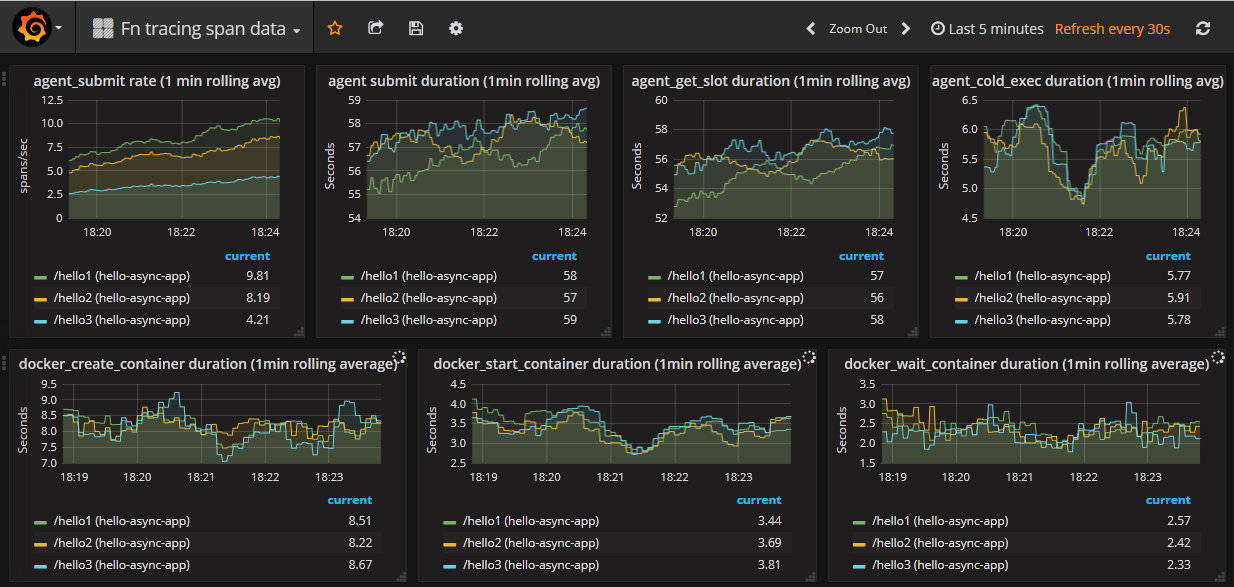 Fn tracing span data
Zoom Out
Last 5 minutes Refresh every 30s
agent_submit rate (1 min rolling avg)
spans/sec
12.5
10.0
7.5
5.0
2.5
0
18:20 18:22 18:24
current
/hello1 (hello-async-app) 9.81
/hello2 (hello-async-app) 8.19
/hello3 (hello-async-app) 4.21
agent submit duration (1min rolling avg)
Seconds
59
58
57
56
55
54
18:20 18:22 18:24
current
/hello1 (hello-async-app) 58
/hello2 (hello-async-app) 57
/hello3 (hello-async-app) 59
agent_get_slot duration (1min rolling avg)
Seconds
60
58
56
54
52
18:20 18:22 18:24
current
/hello1 (hello-async-app) 57
/hello2 (hello-async-app) 56
/hello3 (hello-async-app) 58
agent_cold_exec duration (1min rolling avg)
Seconds
6.5
6.0
5.5
5.0
4.5
18:20 18:22 18:24
current
/hello1 (hello-async-app) 5.77
/hello2 (hello-async-app) 5.91
/hello3 (hello-async-app) 5.78
docker_create_container duration (1min rolling average)
Seconds
9.5
9.0
8.5
8.0
7.5
7.0
18:19 18:20 18:21 18:22 18:23
current
/hello1 (hello-async-app) 8.51
/hello2 (hello-async-app) 8.22
/hello3 (hello-async-app) 8.67
docker_start_container duration (1min rolling average)
Seconds
4.5
4.0
3.5
3.0
2.5
18:19 18:20 18:21 18:22 18:23
current
/hello1 (hello-async-app) 3.44
/hello2 (hello-async-app) 3.69
/hello3 (hello-async-app) 3.81
docker_wait_container duration (1min rolling average)
Seconds
3.5
3.0
2.5
2.0
1.5
18:19 18:20 18:21 18:22 18:23
current
/hello1 (hello-async-app) 2.57
/hello2 (hello-async-app) 2.42
/hello3 (hello-async-app) 2.33